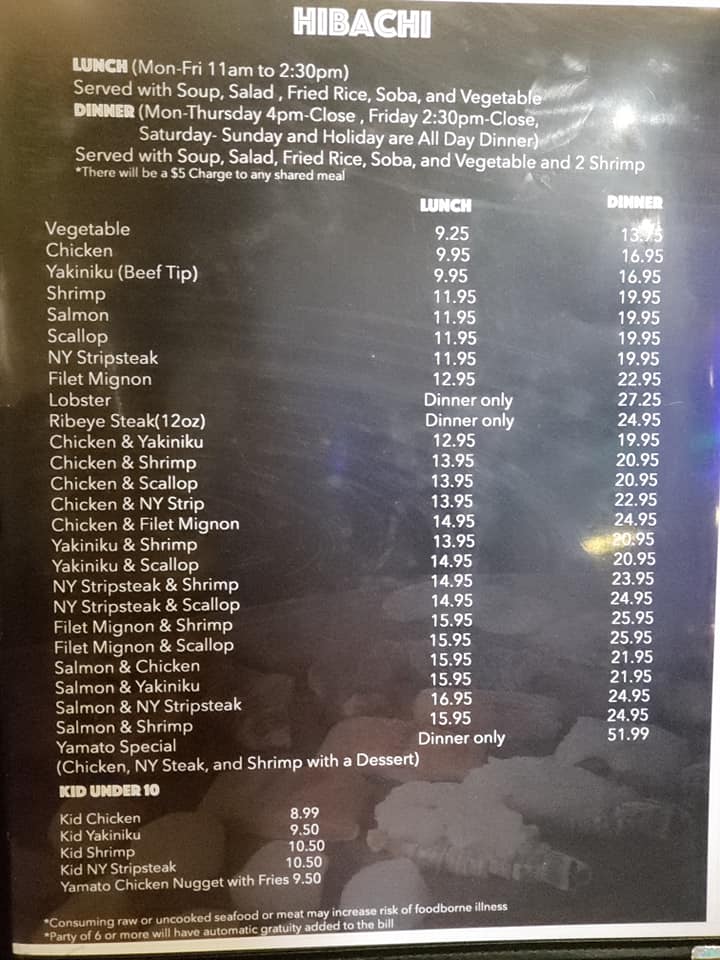 HIBACHI
LUNCH (Mon-Fri 11am to 2:30pm)
Served with Soup, Salad , Fried Rice, Soba, and Vegetable
DINNER (Mon-Thursday 4pm-Close , Friday 2:30pm-Close,
Saturday- Sunday and Holiday are All Day Dinner)
Served with Soup, Salad, Fried Rice, Soba, and Vegetable and 2 Shrimp
*There will be a $5 Charge to any shared meal
LUNCH DINNER
Vegetable 9.25 13.75
Chicken 9.95 16.95
Yakiniku (Beef Tip) 9.95 16.95
Shrimp 11.95 19.95
Salmon 11.95 19.95
Scallop 11.95 19.95
NY Stripsteak 11.95 19.95
Filet Mignon 12.95 22.95
Lobster Dinner only 27.25
Ribeye Steak(12oz) Dinner only 24.95
Chicken & Yakiniku 12.95 19.95
Chicken & Shrimp 13.95 20.95
Chicken & Scallop 13.95 20.95
Chicken & NY Strip 13.95 22.95
Chicken & Filet Mignon 14.95 24.95
Yakiniku & Shrimp 13.95 20.95
Yakiniku & Scallop 14.95 20.95
NY Stripsteak & Shrimp 14.95 23.95
NY Stripsteak & Scallop 14.95 24.95
Filet Mignon & Shrimp 15.95 25.95
Filet Mignon & Scallop 15.95 25.95
Salmon & Chicken 15.95 21.95
Salmon & Yakiniku 15.95 21.95
Salmon & NY Stripsteak 16.95 24.95
Salmon & Shrimp 15.95 24.95
Yamato Special Dinner only 51.99
(Chicken, NY Steak, and Shrimp with a Dessert)
KID UNDER 10
Kid Chicken 8.99
Kid Yakiniku 9.50
Kid Shrimp 10.50
Kid NY Stripsteak 10.50
Yamato Chicken Nugget with Fries 9.50
*Consuming raw or uncooked seafood or meat may increase risk of foodborne illness
*Party of 6 or more will have automatic gratuity added to the bill